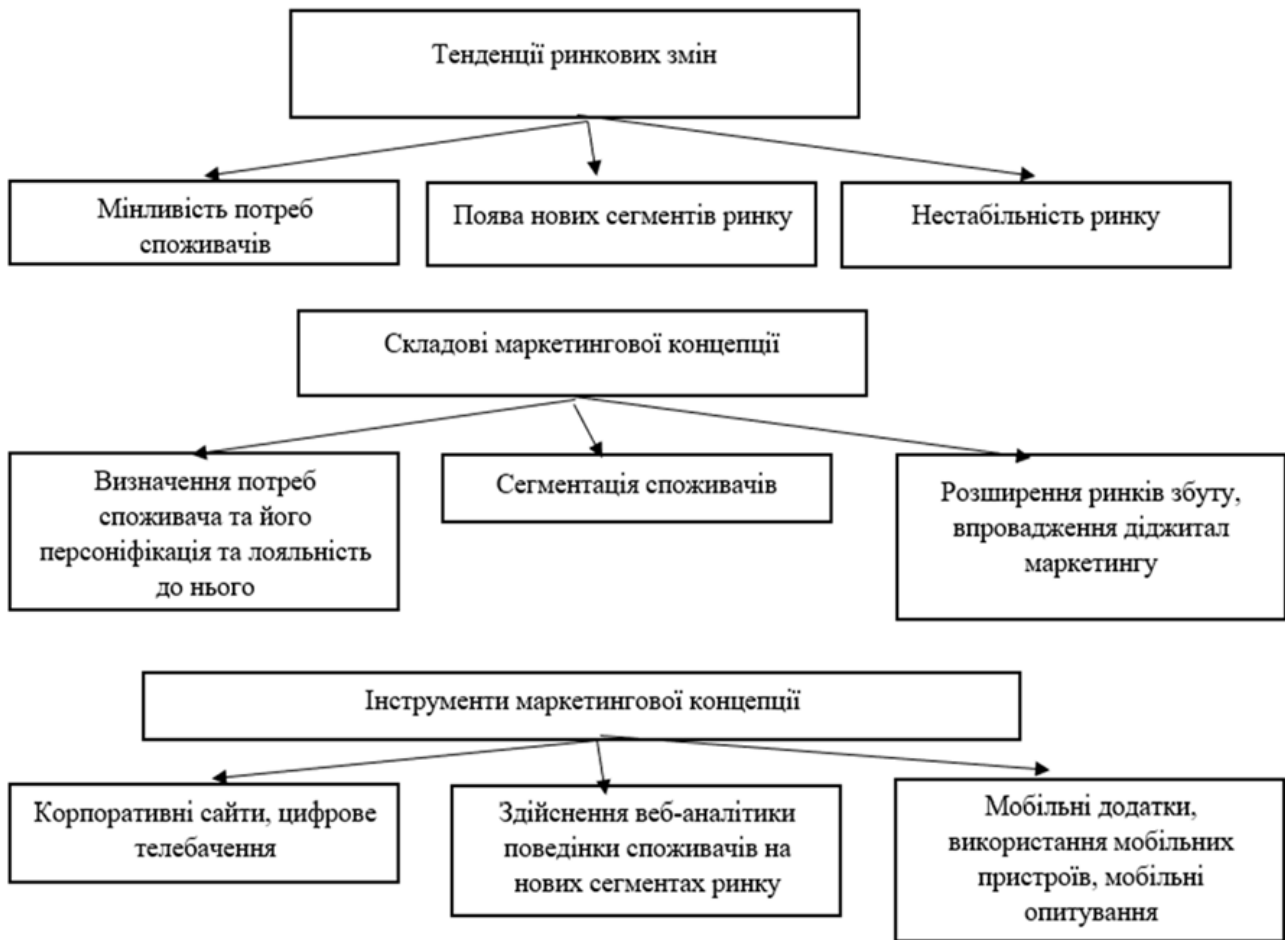 Тенденції ринкових змін
Мінливість потреб
споживачів
Поява нових сегментів ринку
Нестабільність ринку
Складові маркетингової концепції
Визначення потреб
споживача та його
персоніфікація та лояльність
до нього
Сегментація споживачів
Розширення ринків збуту,
впровадження діджитал
маркетингу
Інструменти маркетингової концепції
Корпоративні сайти, цифрове
телебачення
Здійснення веб-аналітики
поведінки споживачів на
нових сегментах ринку
Мобільні додатки,
використання мобільних
пристроїв, мобільні
опитування